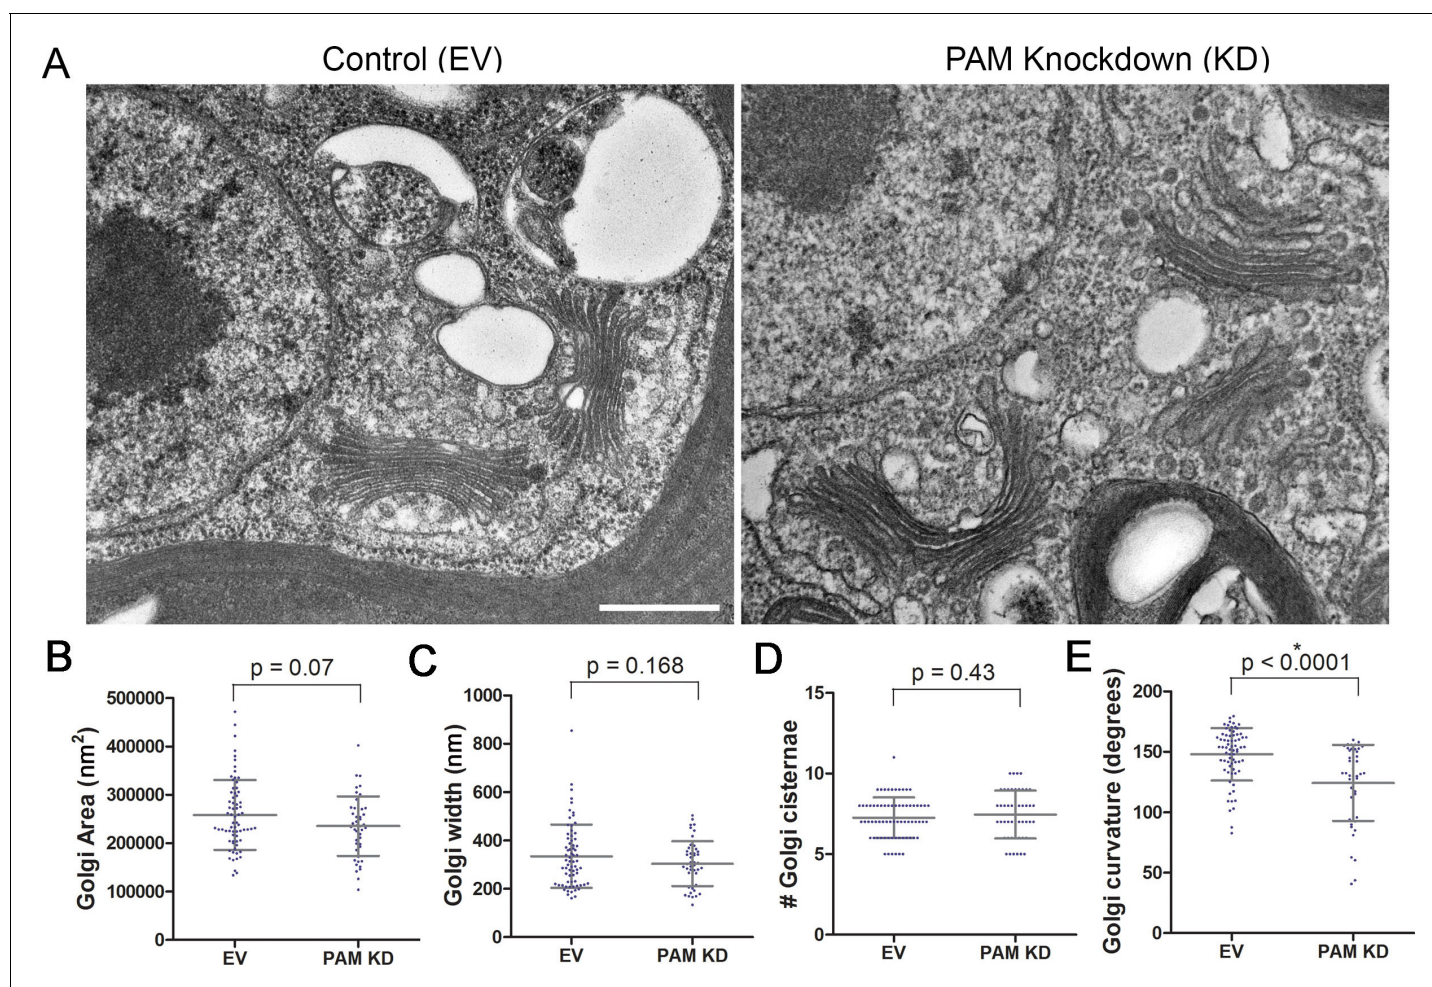 A
Control (EV)
PAM Knockdown (KD)
B
p = 0.07
Golgi Area (nm²)
500000
400000
300000
200000
100000
0
EV
PAM KD
C
p = 0.168
Golgi width (nm)
1000
800
600
400
200
0
EV
PAM KD
D
p = 0.43
# Golgi cisternae
15
10
5
0
EV
PAM KD
E
*
p < 0.0001
Golgi curvature (degrees)
200
150
100
50
0
EV
PAM KD